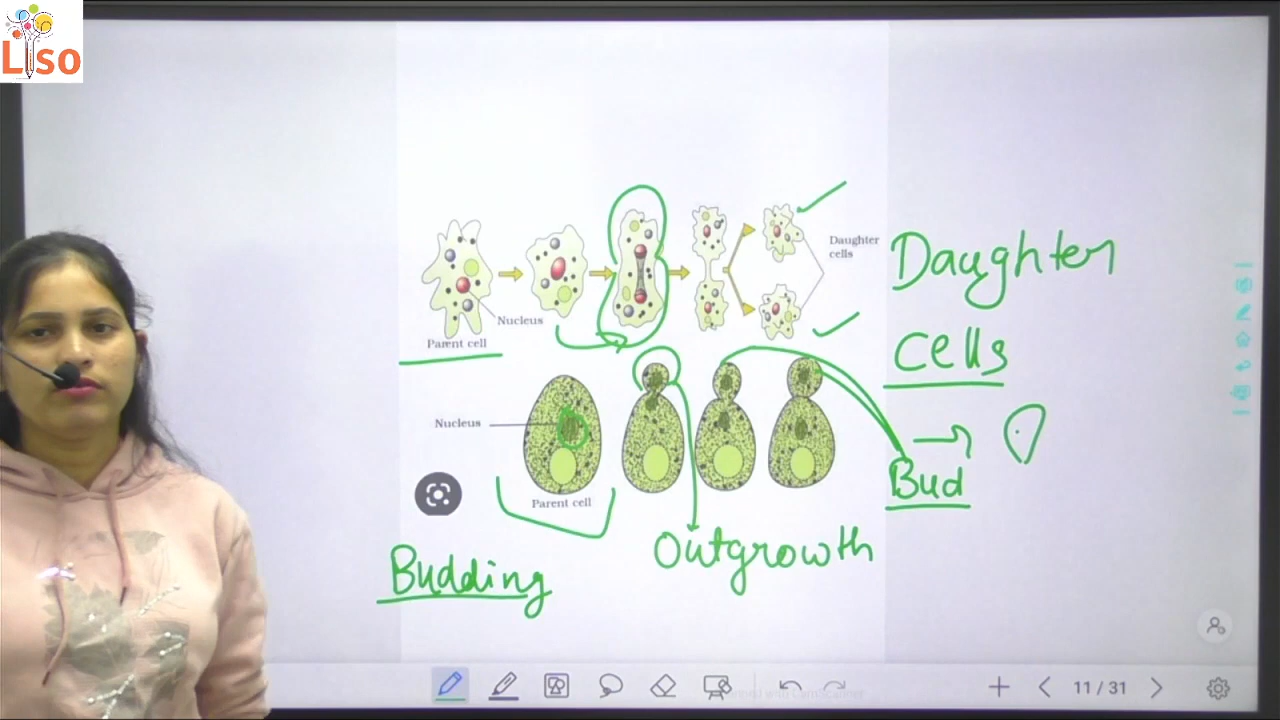 Liso
Daughter
cells
Nucleus
Parent cell
Daughter
cells
Nucleus
Parent cell
Bud
Outgrowth
Budding
11 / 31